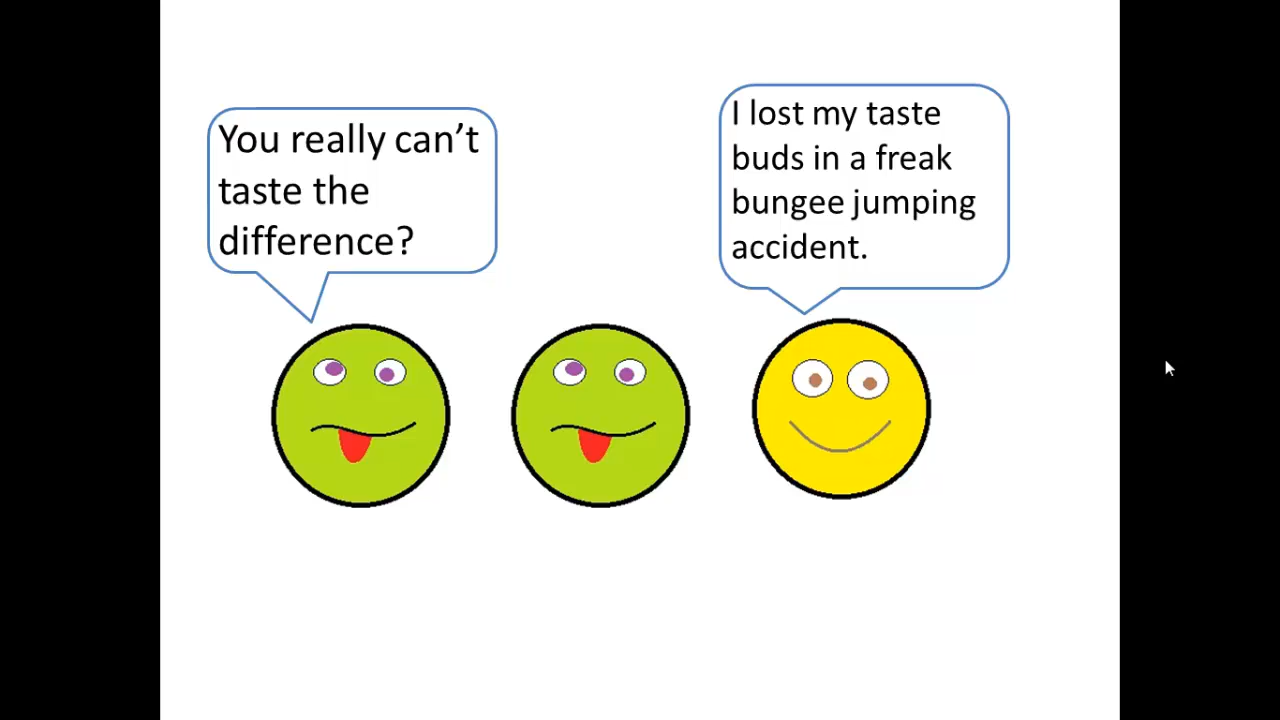 You really can’t
taste the
difference?
I lost my taste
buds in a freak
bungee jumping
accident.